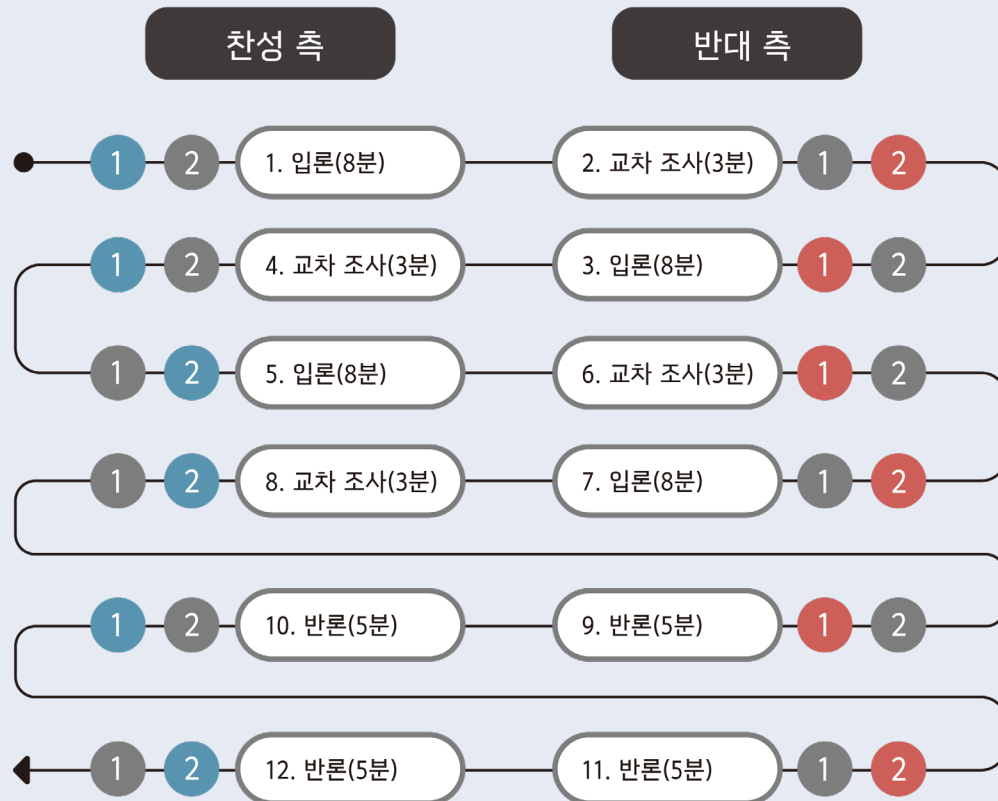 찬성 측 반대 측
1 2 1. 입론(8분) 2. 교차 조사(3분) 1 2
1 2 4. 교차 조사(3분) 3. 입론(8분) 1 2
1 2 5. 입론(8분) 6. 교차 조사(3분) 1 2
1 2 8. 교차 조사(3분) 7. 입론(8분) 1 2
1 2 10. 반론(5분) 9. 반론(5분) 1 2
1 2 12. 반론(5분) 11. 반론(5분) 1 2